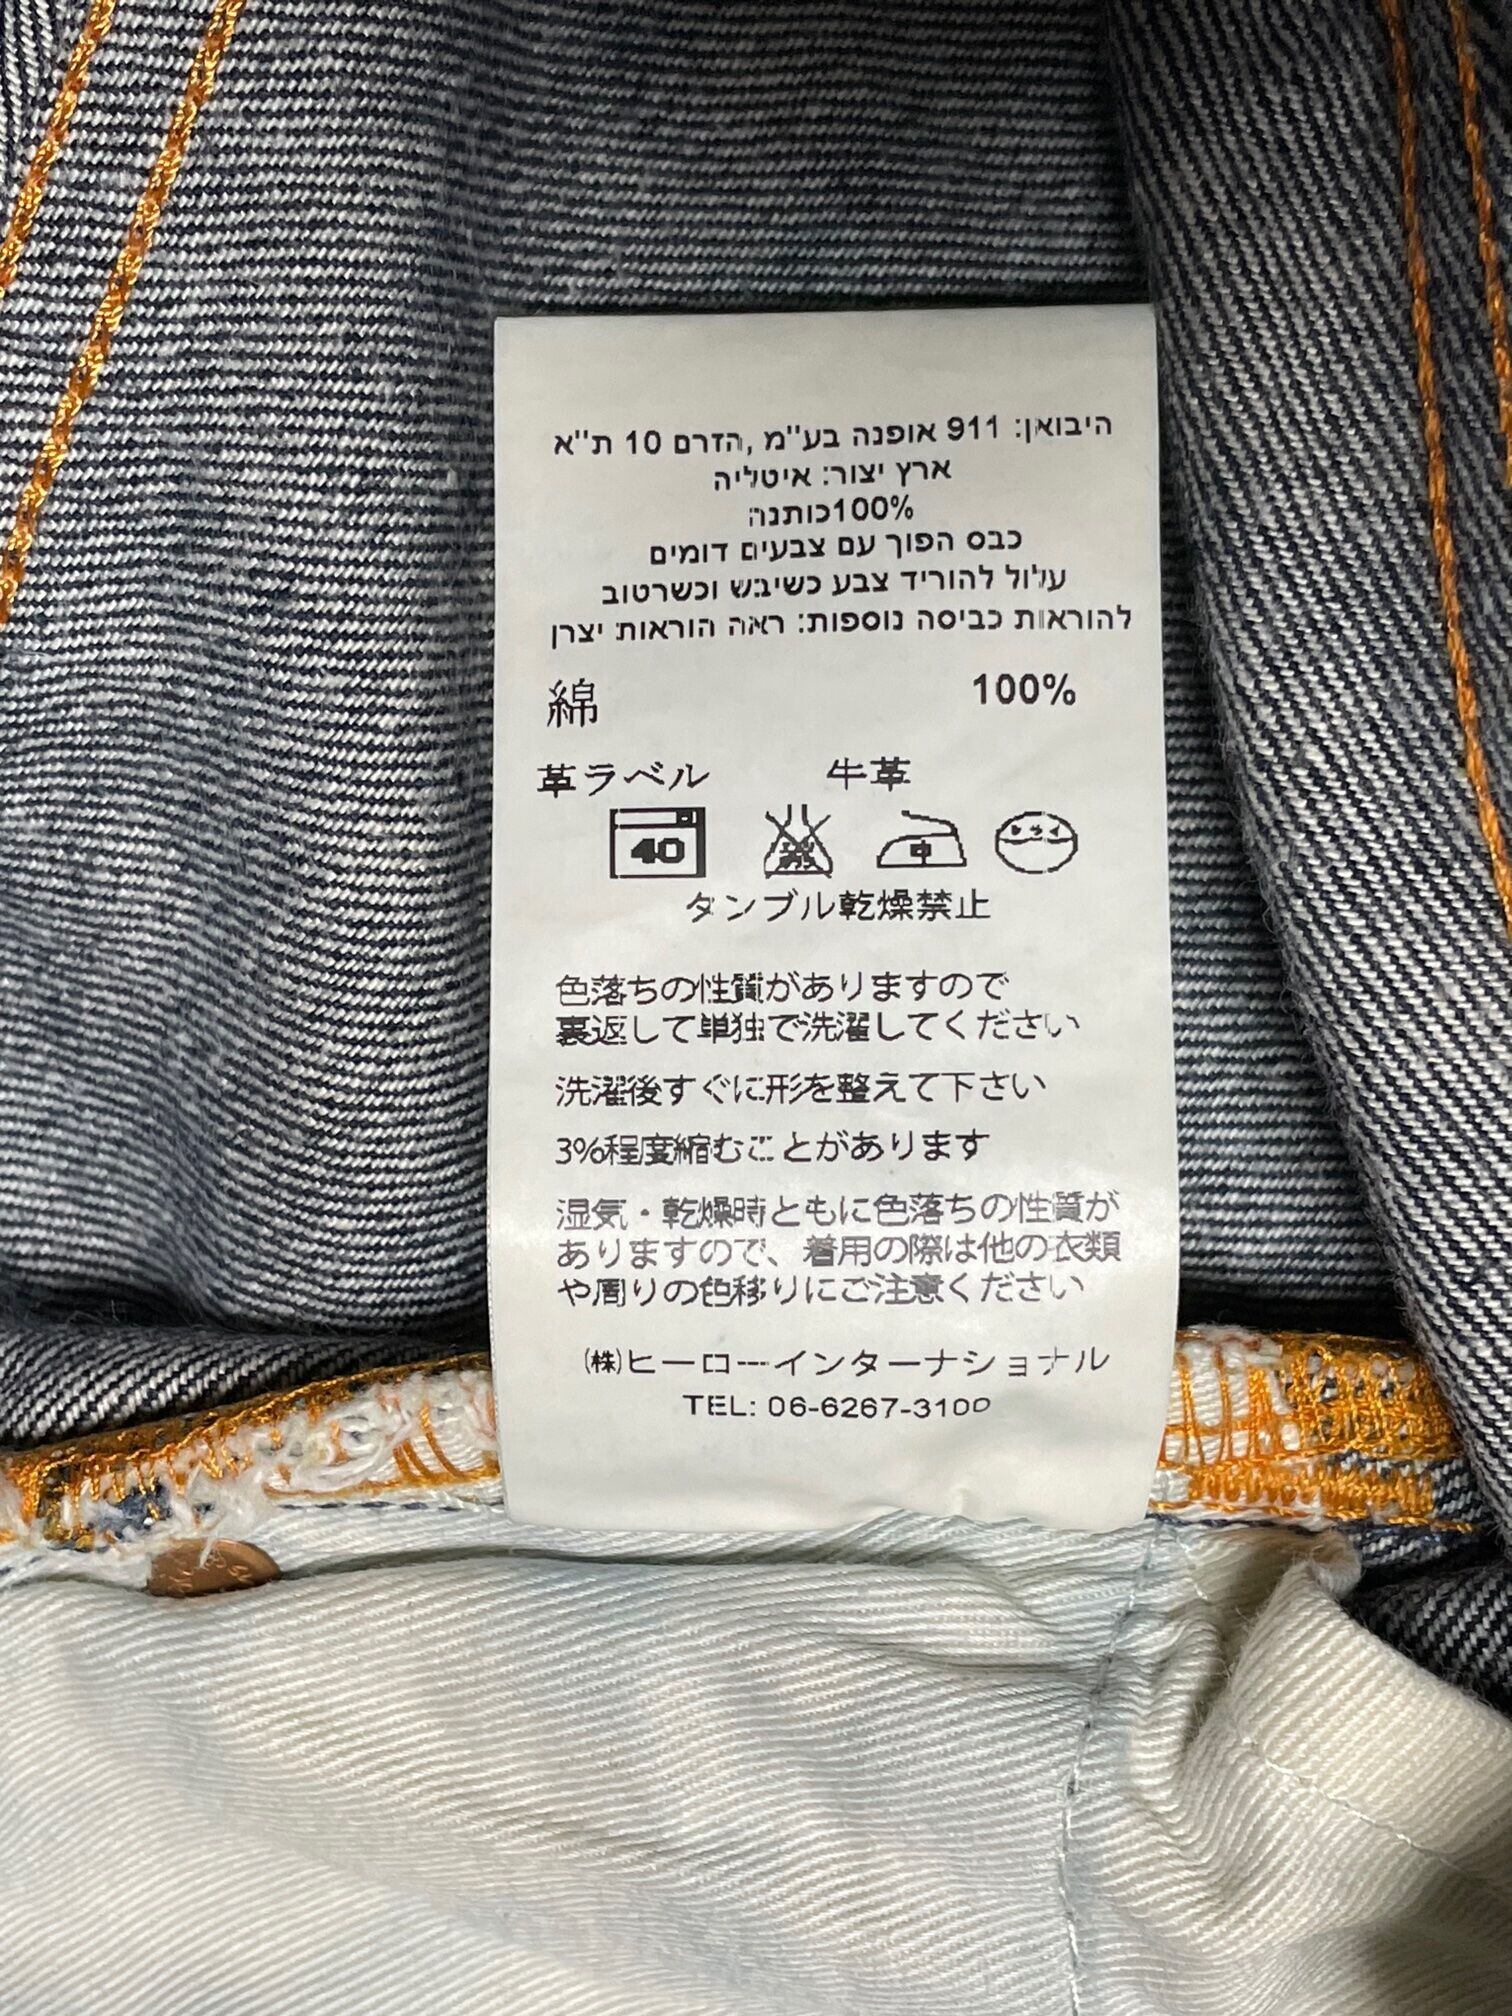 היבואן: 911 אופנה בע''מ ,הזרם 10 ת''א
ארץ יצור: איטליה
100%כותנה
כבס הפוך עם צבעים דומים
עלול להוריד צבע כשיבש וכשרטוב
להוראות כביסה נוספות: ראה הוראות יצרן
綿 100%
革ラベル 牛革
40 中
タンブル乾燥禁止
色落ちの性質がありますので
裏返して単独で洗濯してください
洗濯後すぐに形を整えて下さい
3%程度縮むことがあります
湿気・乾燥時ともに色落ちの性質が
ありますので、着用の際は他の衣類
や周りの色移りにご注意ください
(株)ヒーローインターナショナル
TEL: 06-6267-3100